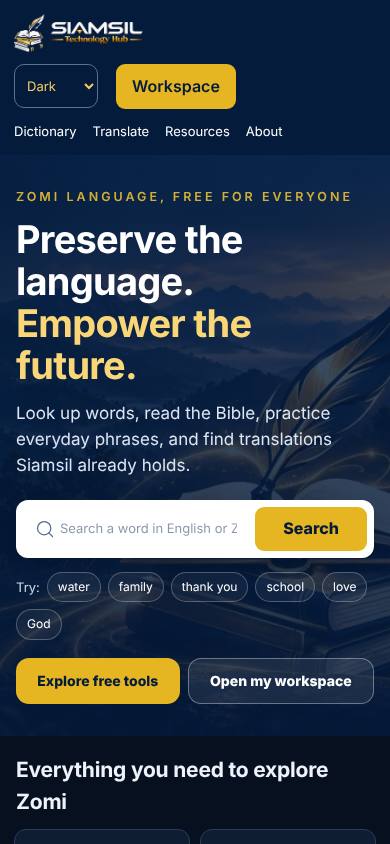 SIAMSIL
Technology Hub
Dark
Workspace
Dictionary Translate Resources About
ZOMI LANGUAGE, FREE FOR EVERYONE
Preserve the
language.
Empower the
future.
Look up words, read the Bible, practice
everyday phrases, and find translations
Siamsil already holds.
Search a word in English or Z
Search
Try: water family thank you school love
God
Explore free tools
Open my workspace
Everything you need to explore
Zomi